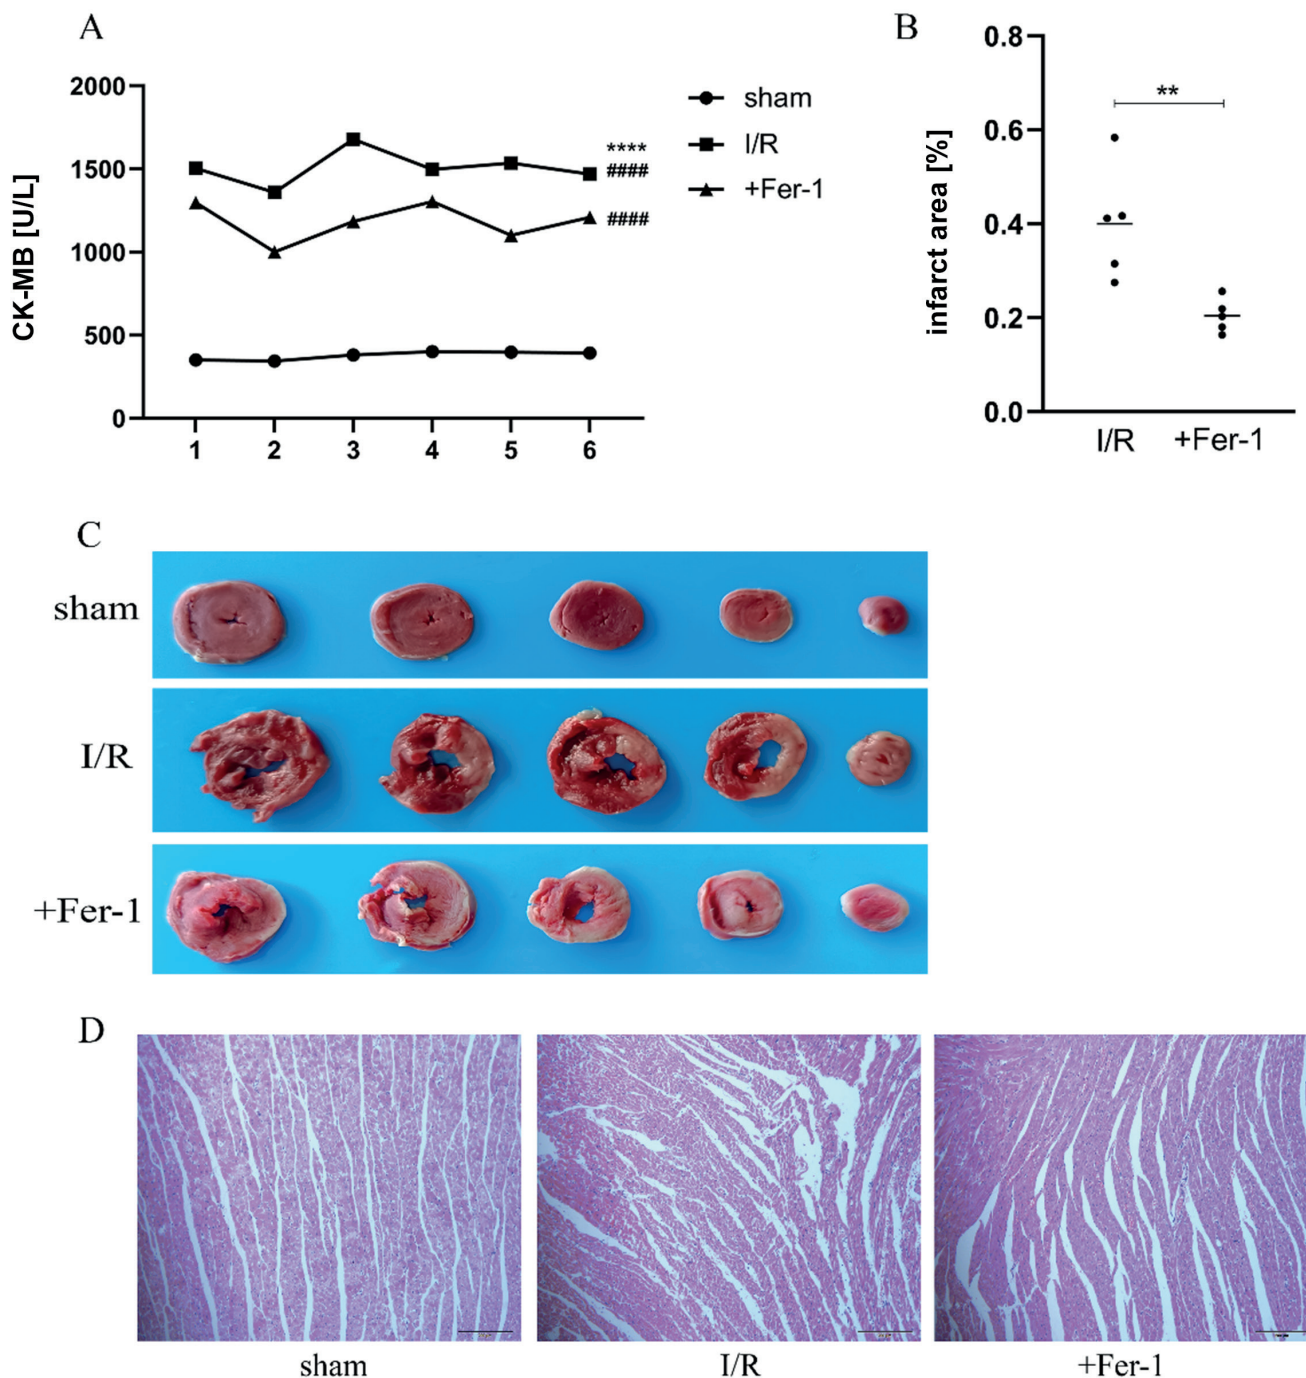 A
CK-MB [U/L]
2000
1500
1000
500
0
1
2
3
4
5
6
****
####
####
sham
I/R
+Fer-1
B
infarct area [%]
0.8
0.6
0.4
0.2
0.0
**
I/R
+Fer-1
C
sham
I/R
+Fer-1
D
sham
I/R
+Fer-1